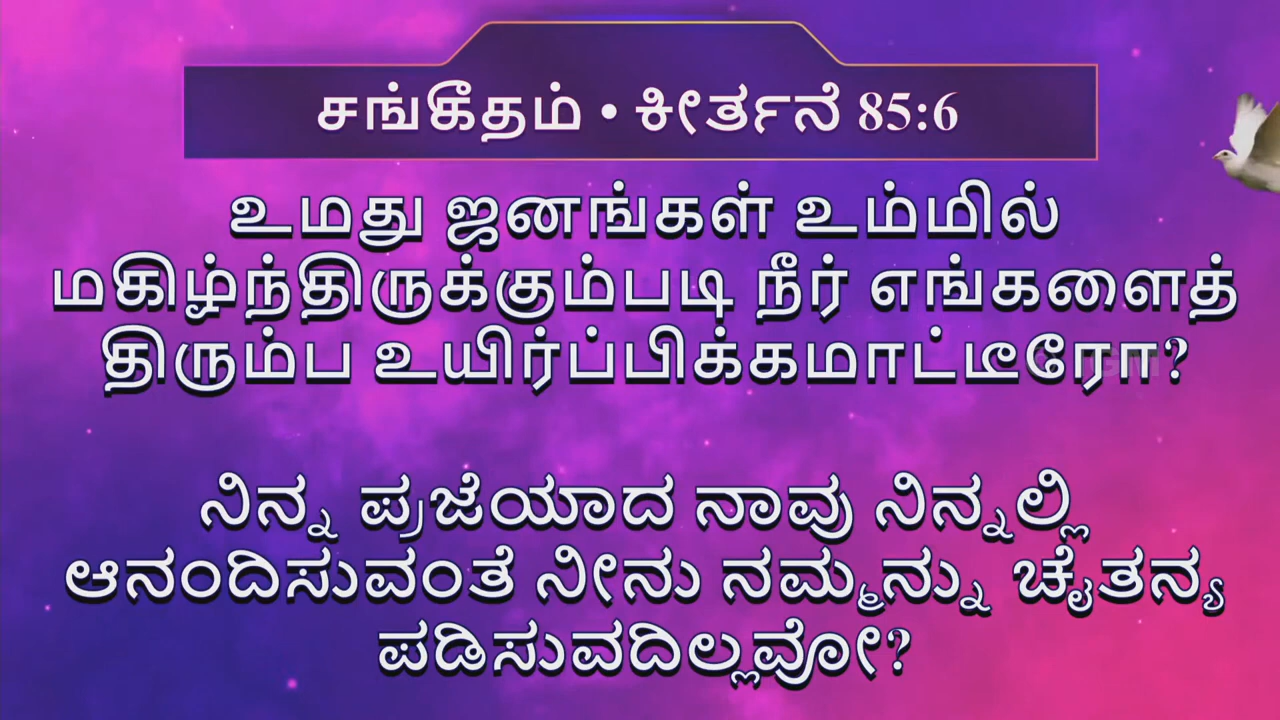 சங்கீதம் • ಕೀರ್ತನೆ 85:6
உமது ஜனங்கள் உம்மில்
மகிழ்ந்திருக்கும்படி நீர் எங்களைத்
திரும்ப உயிர்ப்பிக்கமாட்டீரோ?
ನಿನ್ನ ಪ್ರಜೆಯಾದ ನಾವು ನಿನ್ನಲ್ಲಿ
ಆನಂದಿಸುವಂತೆ ನೀನು ನಮ್ಮನ್ನು ಚೈತನ್ಯ
ಪಡಿಸುವದಿಲ್ಲವೋ?